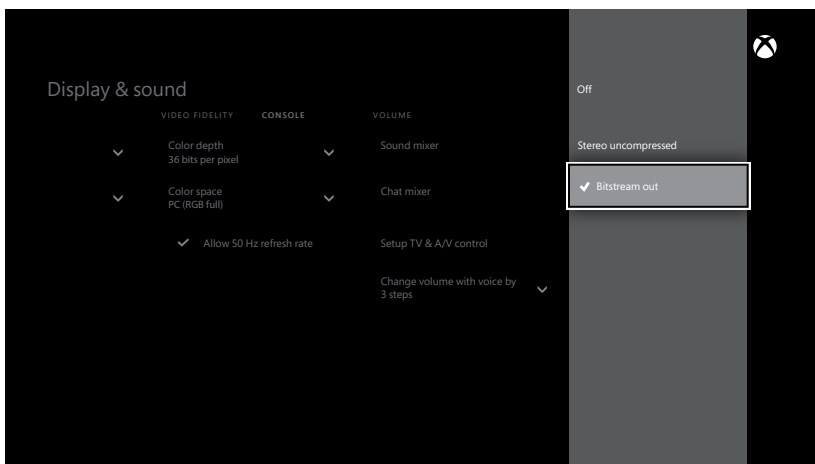 Display & sound
VIDEO FIDELITY
CONSOLE
VOLUME
Color depth
36 bits per pixel
Color space
PC (RGB full)
Allow 50 Hz refresh rate
Sound mixer
Chat mixer
Setup TV & A/V control
Change volume with voice by
3 steps
Off
Stereo uncompressed
Bitstream out